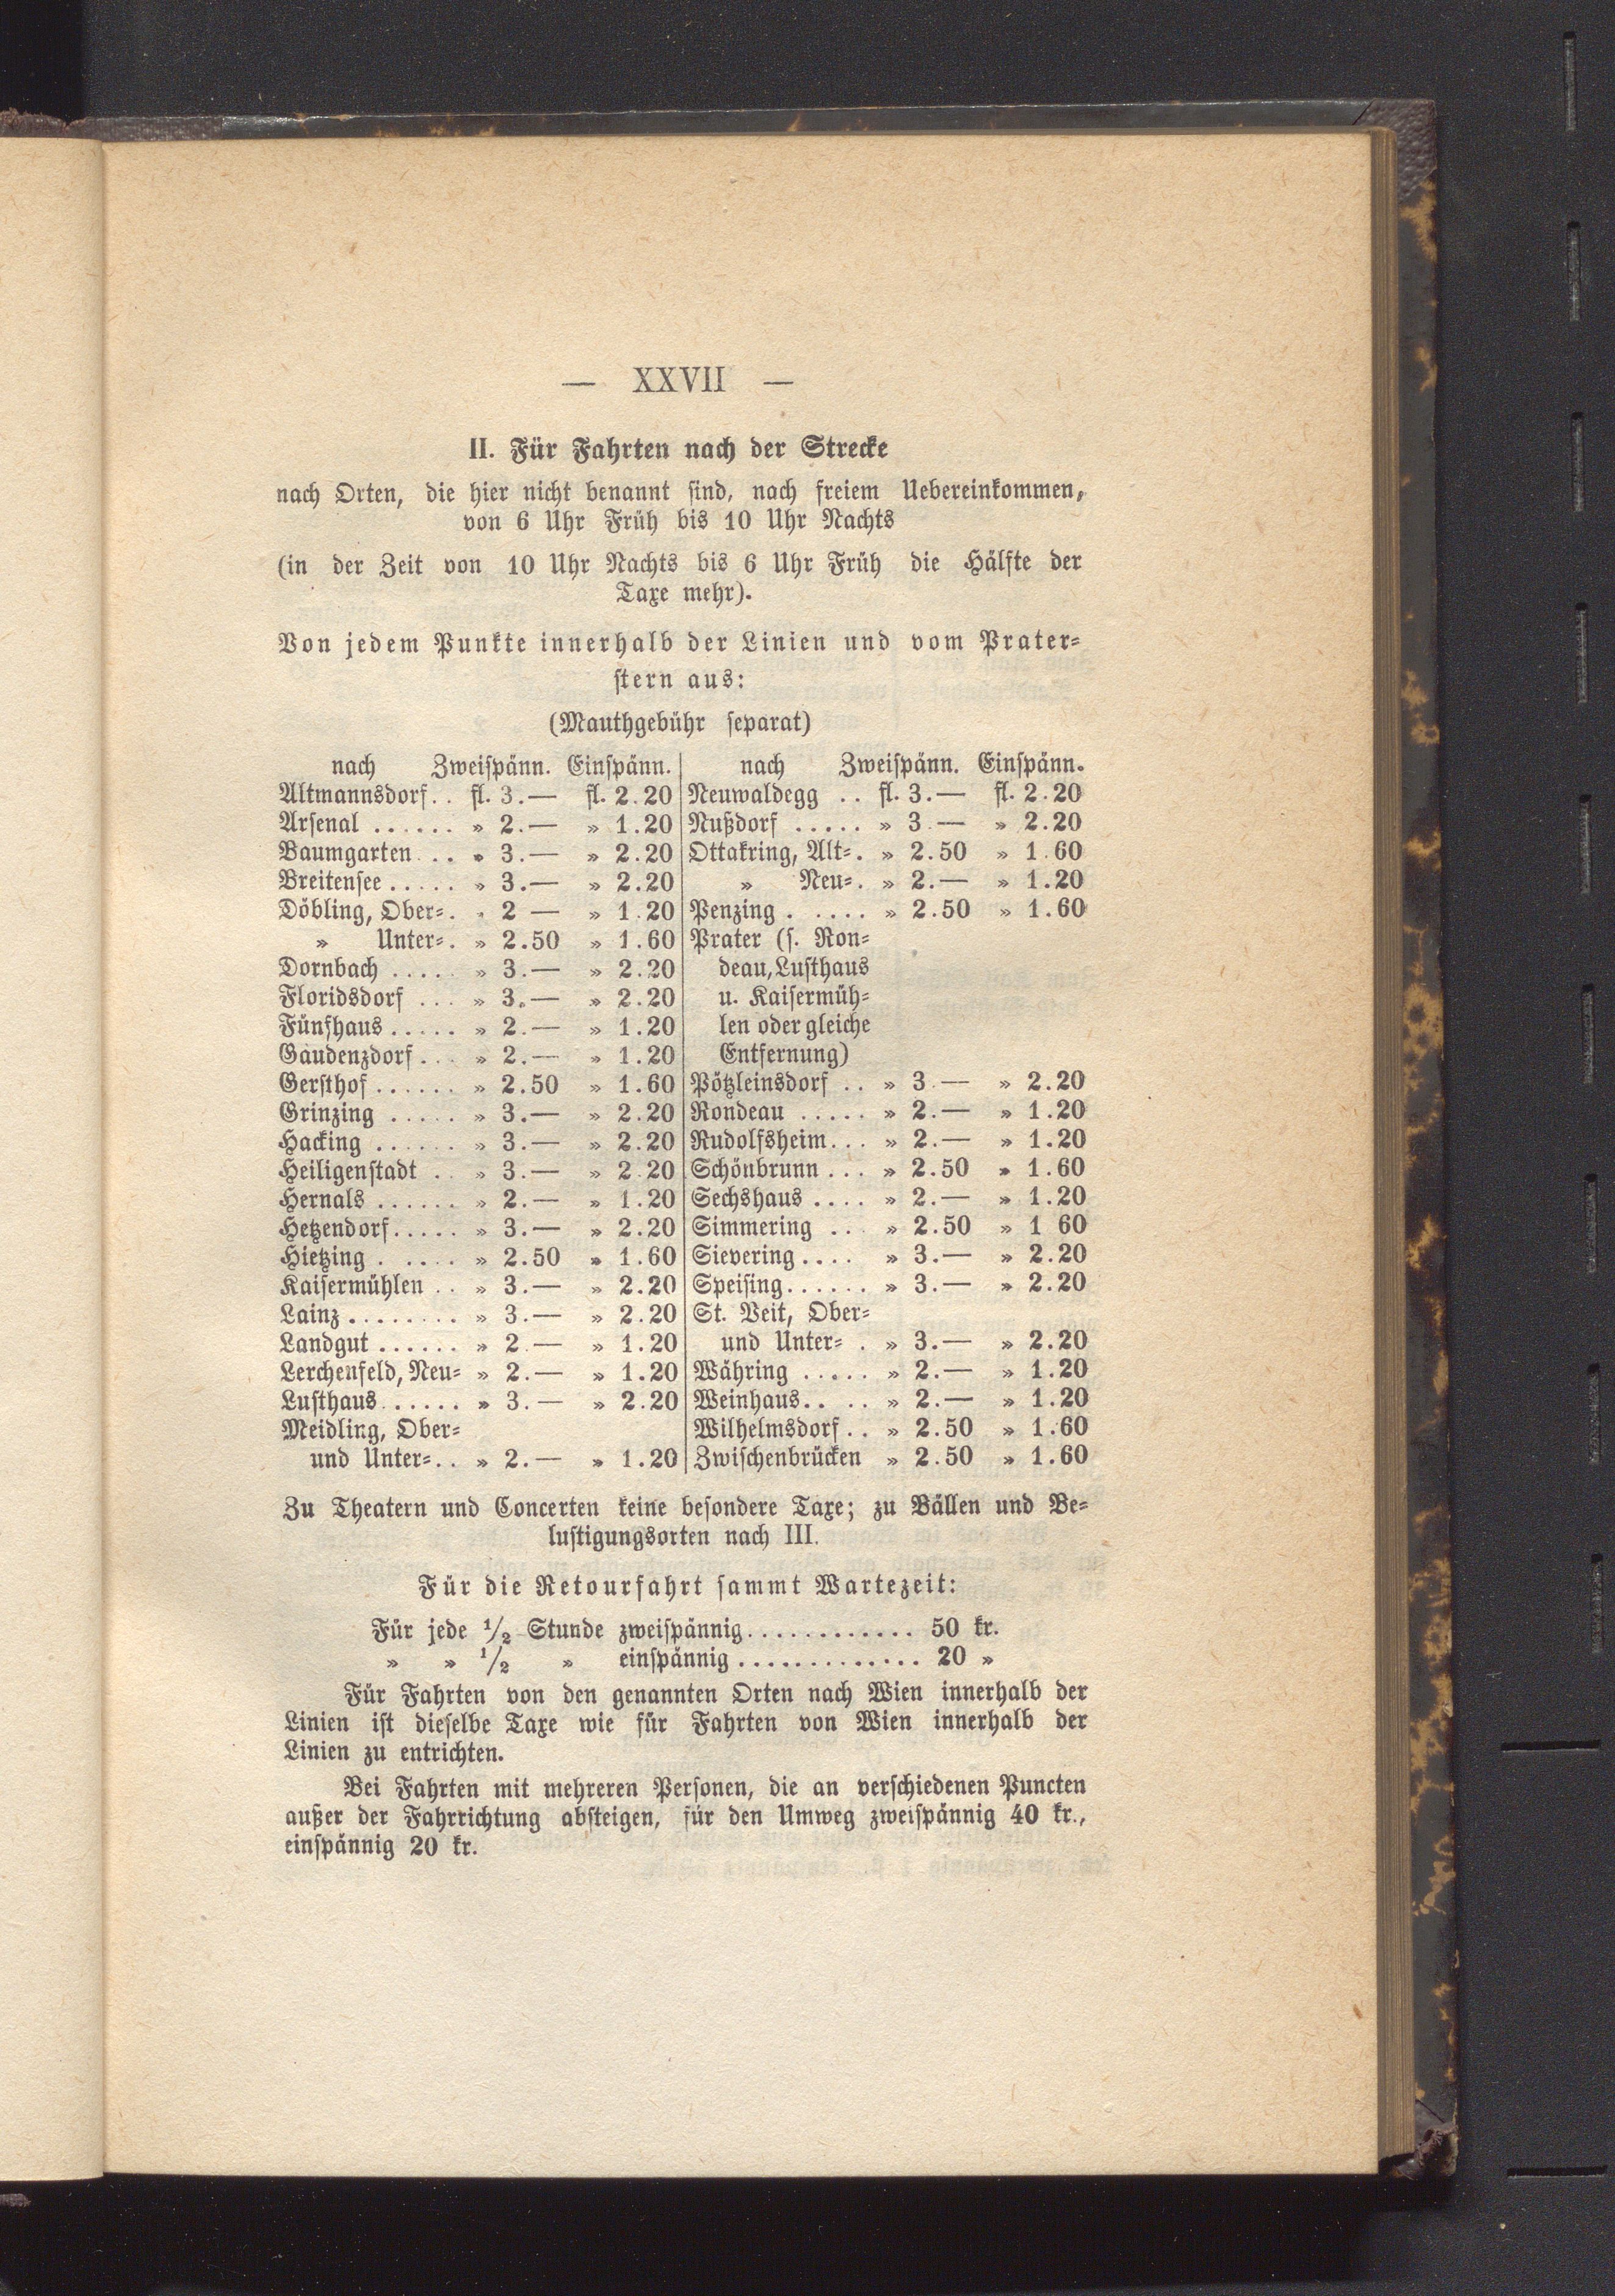 — XXVII —
II. Für Fahrten nach der Strecke
nach Orten, die hier nicht benannt sind, nach freiem Uebereinkommen,
von 6 Uhr Früh bis 10 Uhr Nachts
(in der Zeit von 10 Uhr Nachts bis 6 Uhr Früh die Hälfte der
Taxe mehr).
Von jedem Punkte innerhalb der Linien und vom Prater-
stern aus:
(Mauthgebühr separat)
nach Zweispänn. Einspänn.
Altmannsdorf.. fl. 3.— fl. 2.20
Arsenal ...... » 2.— » 1.20
Baumgarten... » 3.— » 2.20
Breitensee..... » 3.— » 2.20
Döbling, Ober-. » 2 — » 1.20
» Unter-. » 2.50 » 1.60
Dornbach ..... » 3.— » 2.20
Floridsdorf ... » 3.— » 2.20
Fünfhaus..... » 2.— » 1.20
Gaudenzdorf... » 2.— » 1.20
Gersthof...... » 2.50 » 1.60
Grinzing ..... » 3.— » 2.20
Hacking ...... » 3.— » 2.20
Heiligenstadt .. » 3.— » 2.20
Hernals ...... » 2.— » 1.20
Hetzendorf..... » 3.— » 2.20
Hietzing ..... » 2.50 » 1.60
Kaisermühlen .. » 3.— » 2.20
Lainz........ » 3.— » 2.20
Landgut ...... » 2.— » 1.20
Lerchenfeld, Neu- » 2.— » 1.20
Lusthaus...... » 3.— » 2.20
Meidling, Ober-
und Unter-.. » 2.— » 1.20
nach Zweispänn. Einspänn.
Neuwaldegg .. fl. 3.— fl. 2.20
Nußdorf ..... » 3.— » 2.20
Ottakring, Alt-. » 2.50 » 1.60
» Neu-. » 2.— » 1.20
Penzing ..... » 2.50 » 1.60
Prater (s. Ron-
deau, Lusthaus
u. Kaisermüh-
len oder gleiche
Entfernung)
Pötzleinsdorf .. » 3.— » 2.20
Rondeau ..... » 2.— » 1.20
Rudolfsheim... » 2.— » 1.20
Schönbrunn ... » 2.50 » 1.60
Sechshaus .... » 2.— » 1.20
Simmering ... » 2.50 » 1 60
Sievering.... » 3.— » 2.20
Speising...... » 3.— » 2.20
St. Veit, Ober-
und Unter- . » 3.— » 2.20
Währing ..... » 2.— » 1.20
Weinhaus.... » 2.— » 1.20
Wilhelmsdorf.. » 2.50 » 1.60
Zwischenbrücken » 2.50 » 1.60
Zu Theatern und Concerten keine besondere Taxe; zu Bällen und Be-
lustigungsorten nach III.
Für die Retourfahrt sammt Wartezeit:
Für jede 1/2 Stunde zweispännig............ 50 kr.
» » 1/2 » einspännig ............. 20 »
Für Fahrten von den genannten Orten nach Wien innerhalb der
Linien ist dieselbe Taxe wie für Fahrten von Wien innerhalb der
Linien zu entrichten.
Bei Fahrten mit mehreren Personen, die an verschiedenen Puncten
außer der Fahrrichtung absteigen, für den Umweg zweispännig 40 kr.,
einspännig 20 kr.